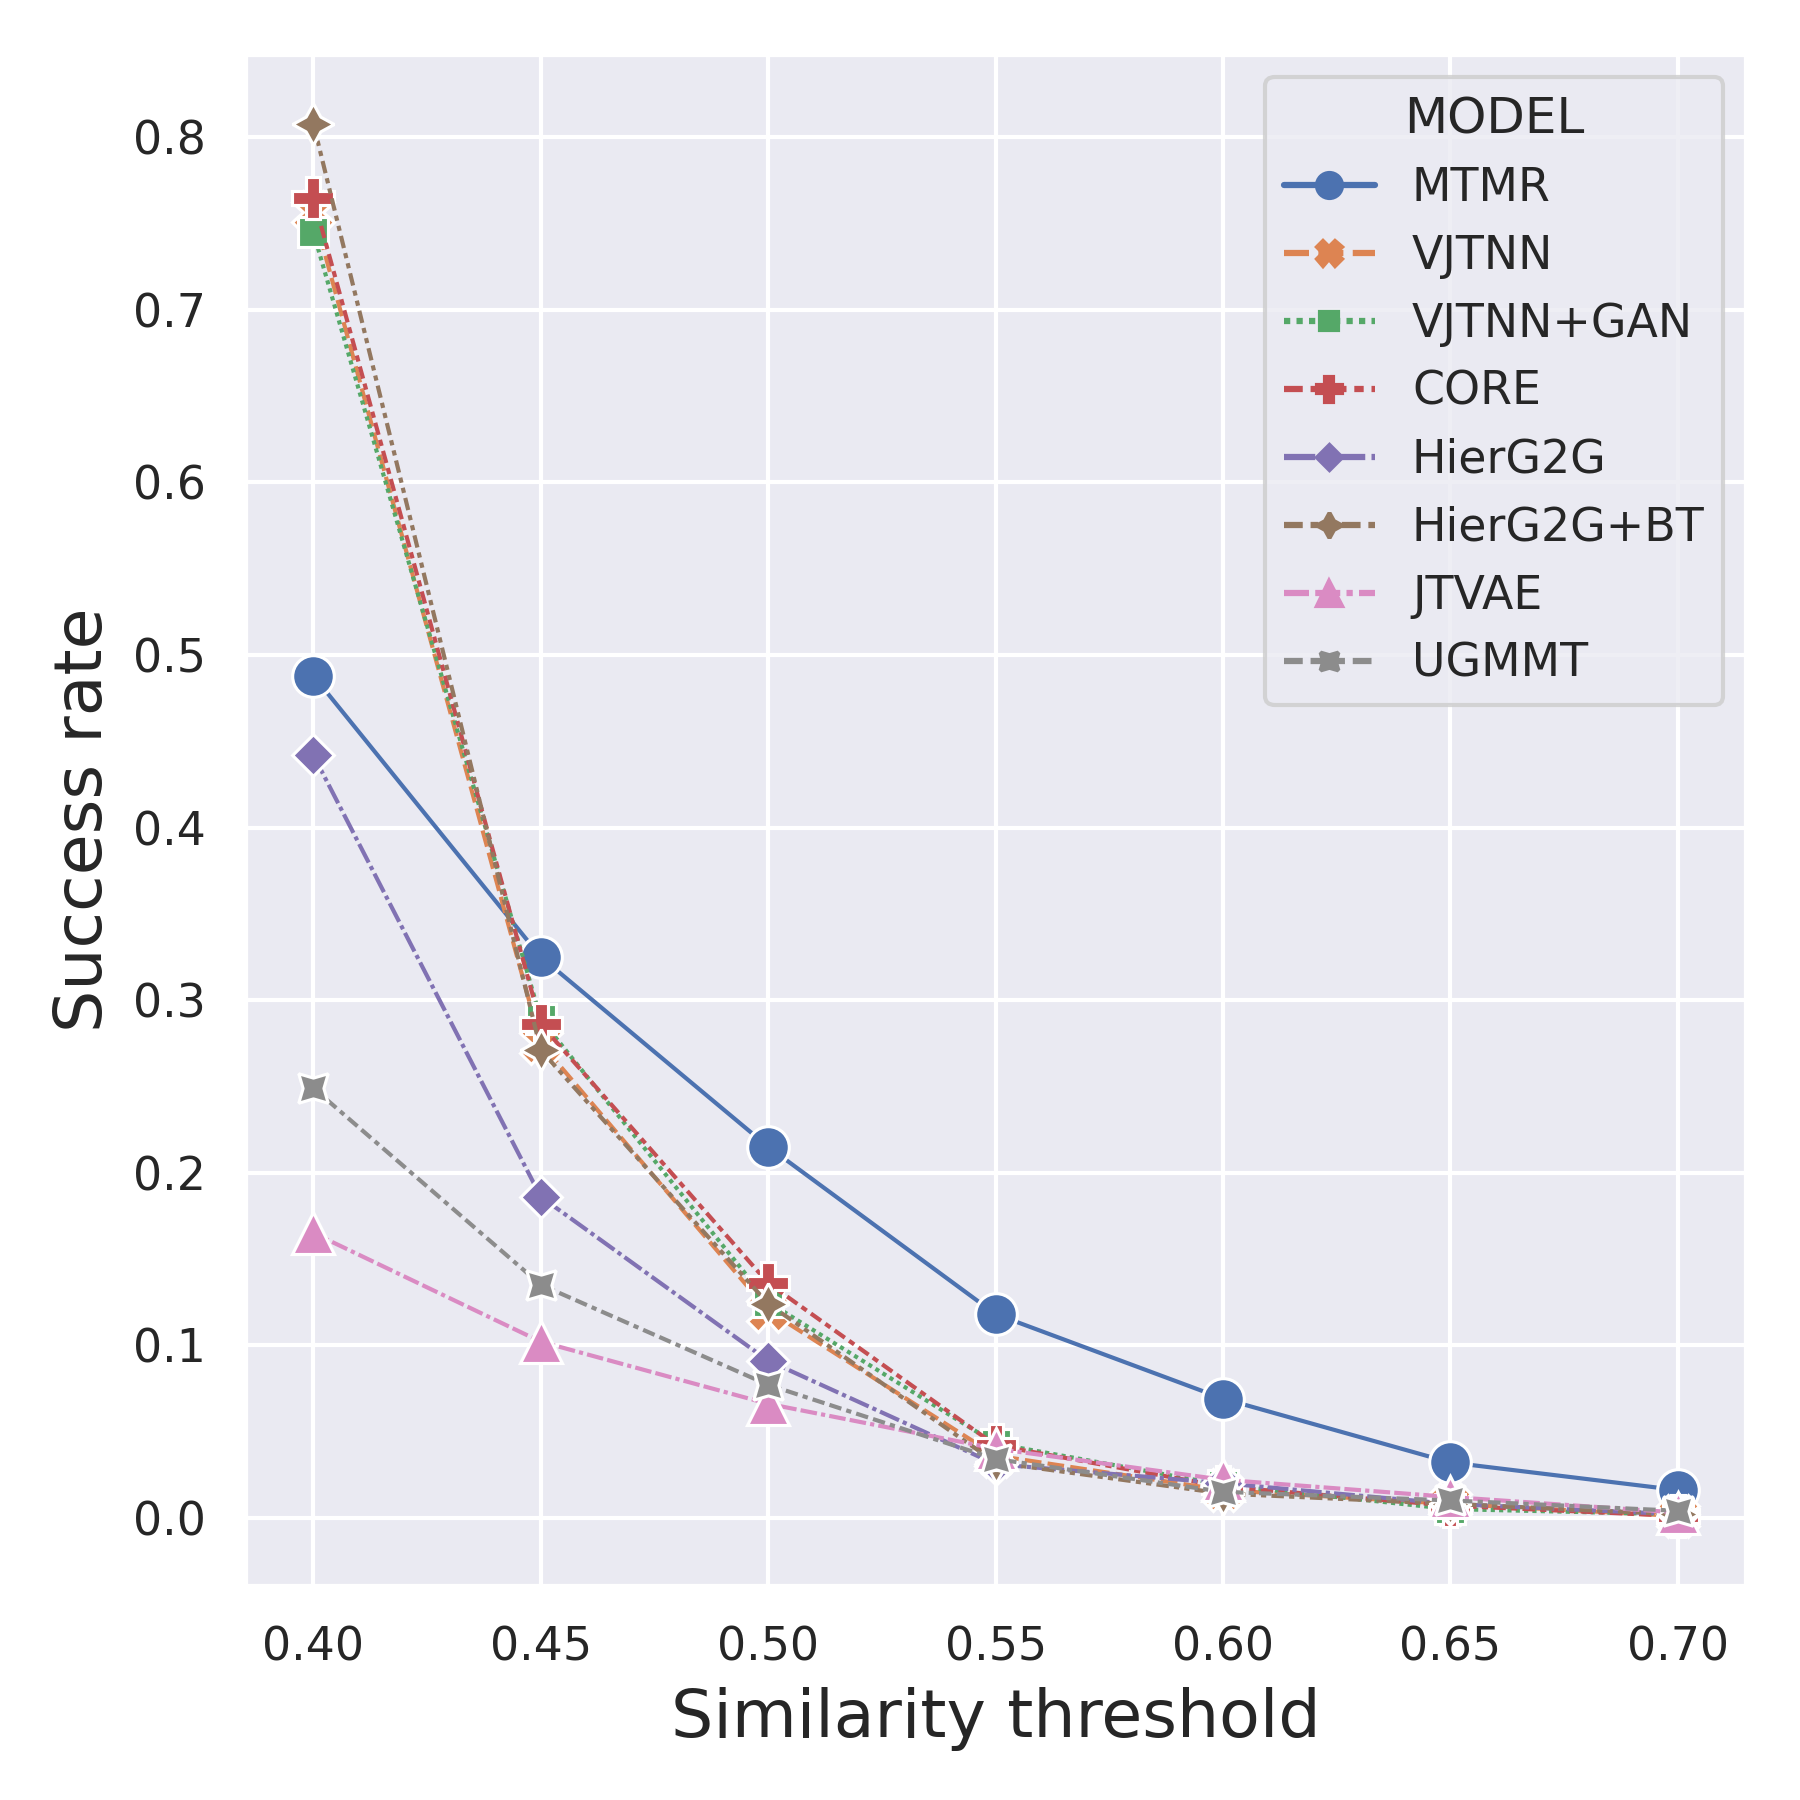 MODEL
MTMR
VJTNN
VJTNN+GAN
CORE
HierG2G
HierG2G+BT
JTVAE
UGMMT
0.8
0.7
0.6
0.5
0.4
0.3
0.2
0.1
0.0
Success rate
0.40 0.45 0.50 0.55 0.60 0.65 0.70
Similarity threshold